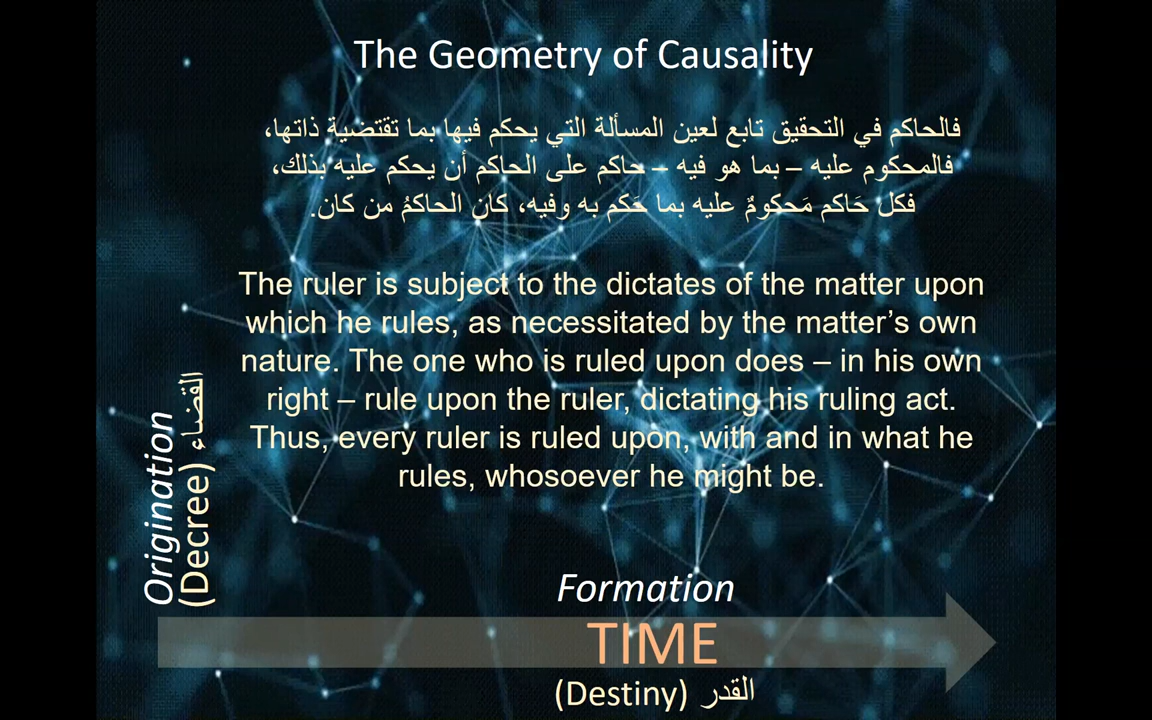 The Geometry of Causality
فالحاكم في التحقيق تابع لعين المسألة التي يحكم فيها بما تقتضية ذاتها،
فالمحكوم عليه – بما هو فيه – حاكم على الحاكم أن يحكم عليه بذلك،
فكل حَاكم مَحكومٌ عليه بما حَكم به وفيه، كان الحاكمُ من كان.
The ruler is subject to the dictates of the matter upon
which he rules, as necessitated by the matter’s own
nature. The one who is ruled upon does – in his own
right – rule upon the ruler, dictating his ruling act.
Thus, every ruler is ruled upon, with and in what he
rules, whosoever he might be.
Origination
(Decree) القضاء
Formation
TIME
(Destiny) القدر